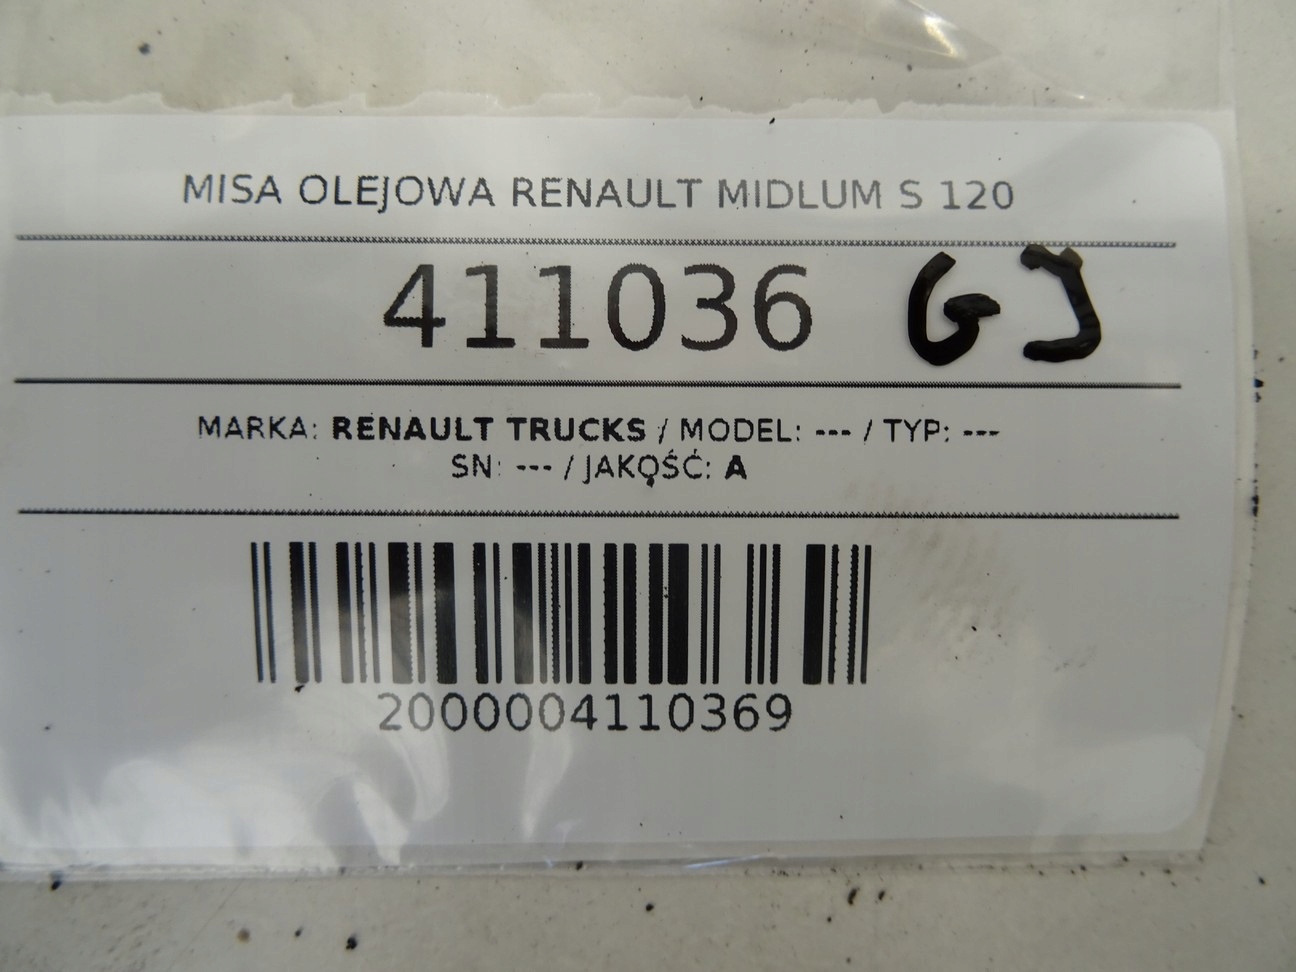 MISA OLEJOWA RENAULT MIDLUM S 120
411036 GJ
MARKA: RENAULT TRUCKS / MODEL: --- / TYP: ---
SN: --- / JAKOŚĆ: A
2000004110369